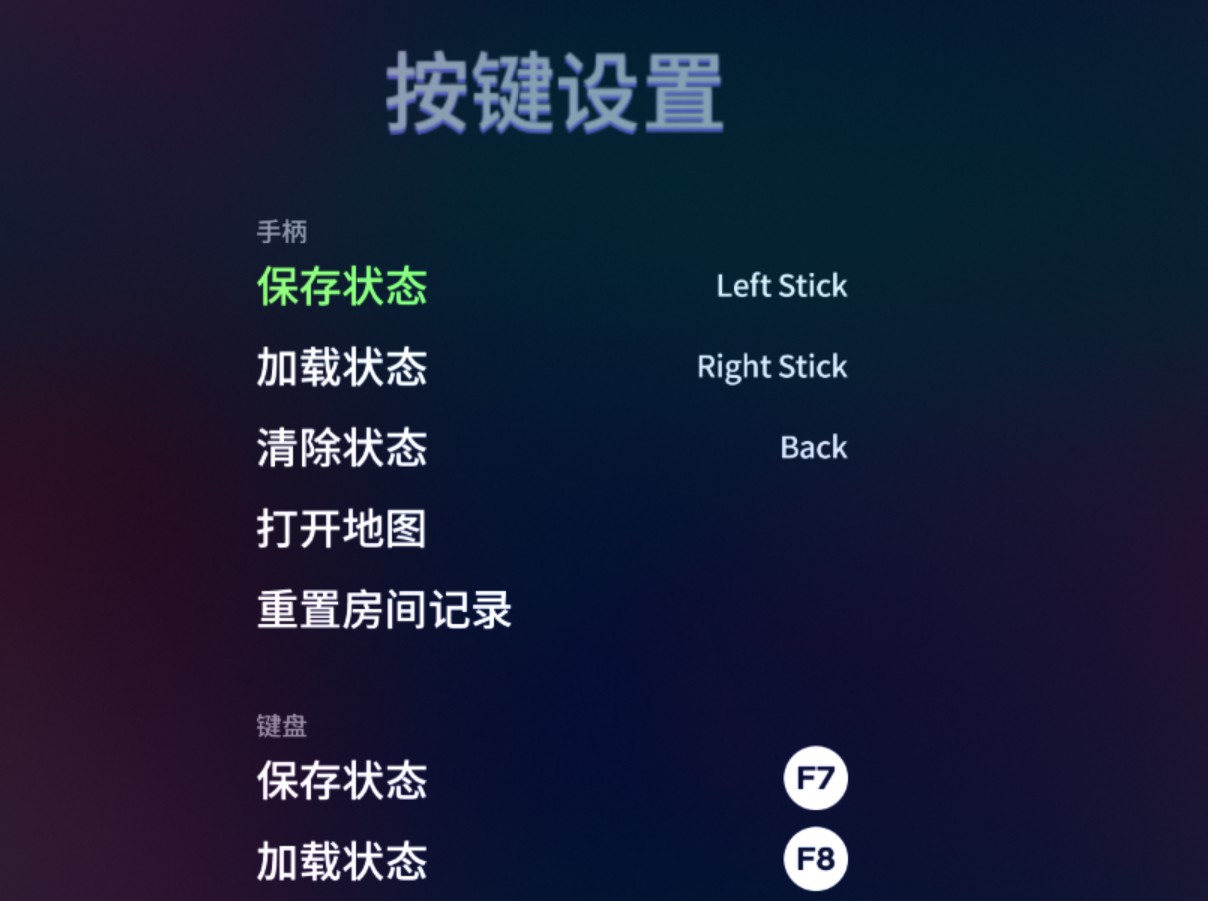 按键设置
手柄
保存状态 Left Stick
加载状态 Right Stick
清除状态 Back
打开地图
重置房间记录
键盘
保存状态 F7
加载状态 F8